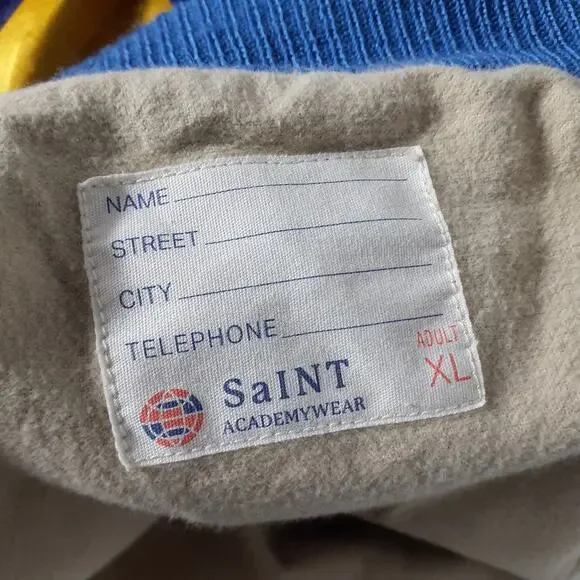 NAME
STREET
CITY
TELEPHONE
ADULT
XL
SaINT
ACADEMYWEAR